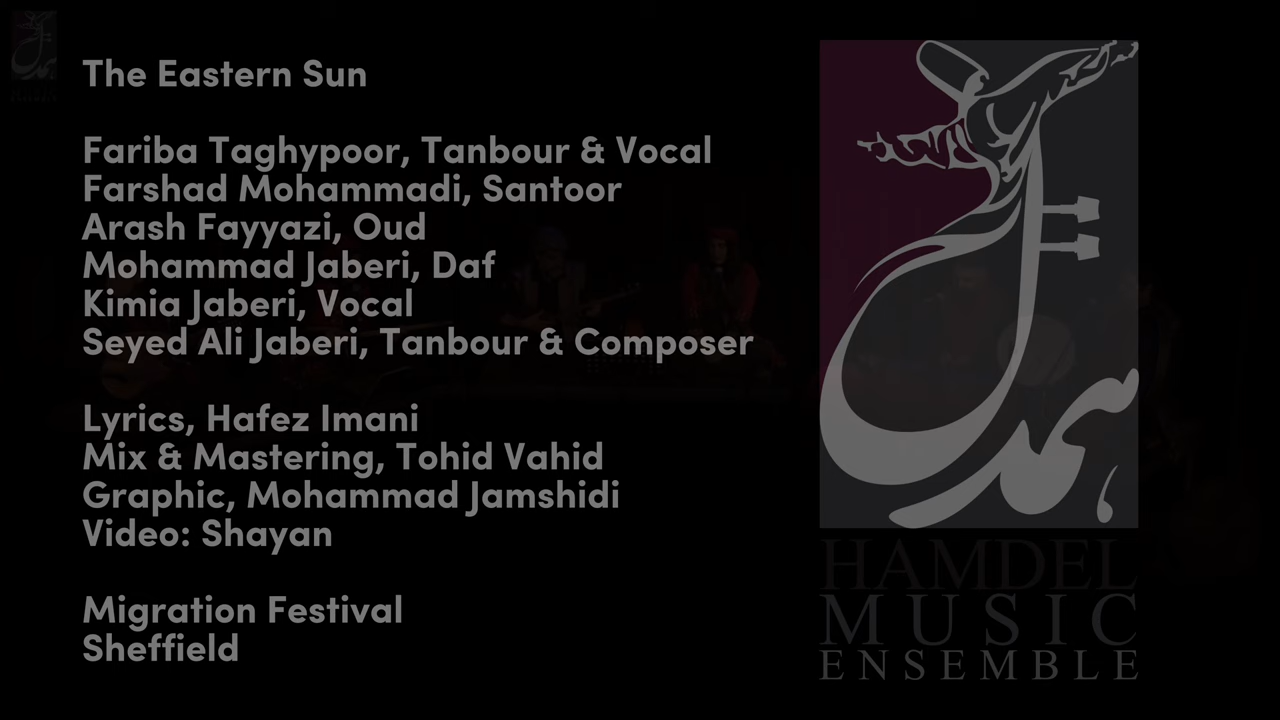 The Eastern Sun
Fariba Taghypoor, Tanbour & Vocal
Farshad Mohammadi, Santoor
Arash Fayyazi, Oud
Mohammad Jaberi, Daf
Kimia Jaberi, Vocal
Seyed Ali Jaberi, Tanbour & Composer
Lyrics, Hafez Imani
Mix & Mastering, Tohid Vahid
Graphic, Mohammad Jamshidi
Video: Shayan
Migration Festival
Sheffield
همدل
HAMDEL
MUSIC
ENSEMBLE